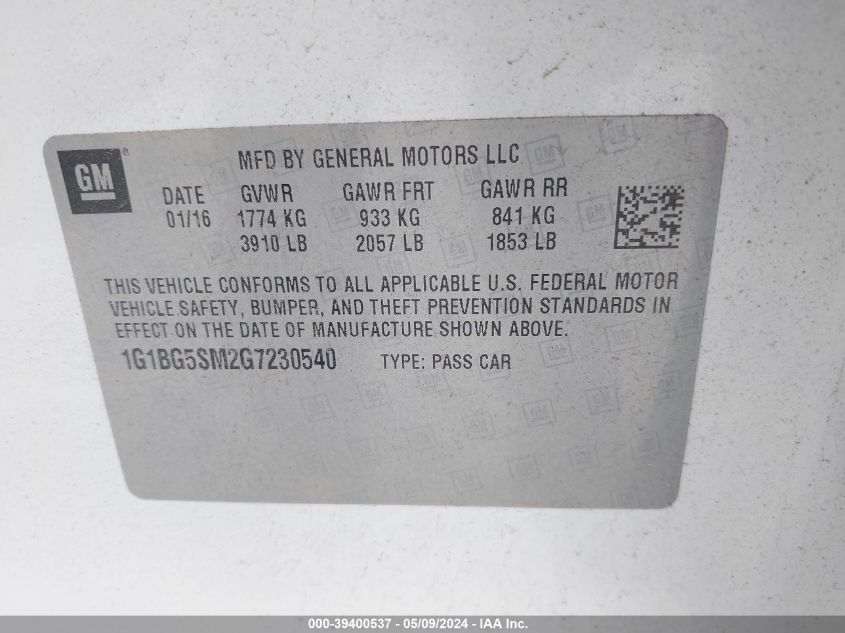 GM®
MFD BY GENERAL MOTORS LLC
DATE GVWR GAWR FRT GAWR RR
01/16 1774 KG 933 KG 841 KG
3910 LB 2057 LB 1853 LB
THIS VEHICLE CONFORMS TO ALL APPLICABLE U.S. FEDERAL MOTOR
VEHICLE SAFETY, BUMPER, AND THEFT PREVENTION STANDARDS IN
EFFECT ON THE DATE OF MANUFACTURE SHOWN ABOVE.
1G1BG5SM2G7230540 TYPE: PASS CAR
000-39400537 - 05/09/2024 - IAA Inc.